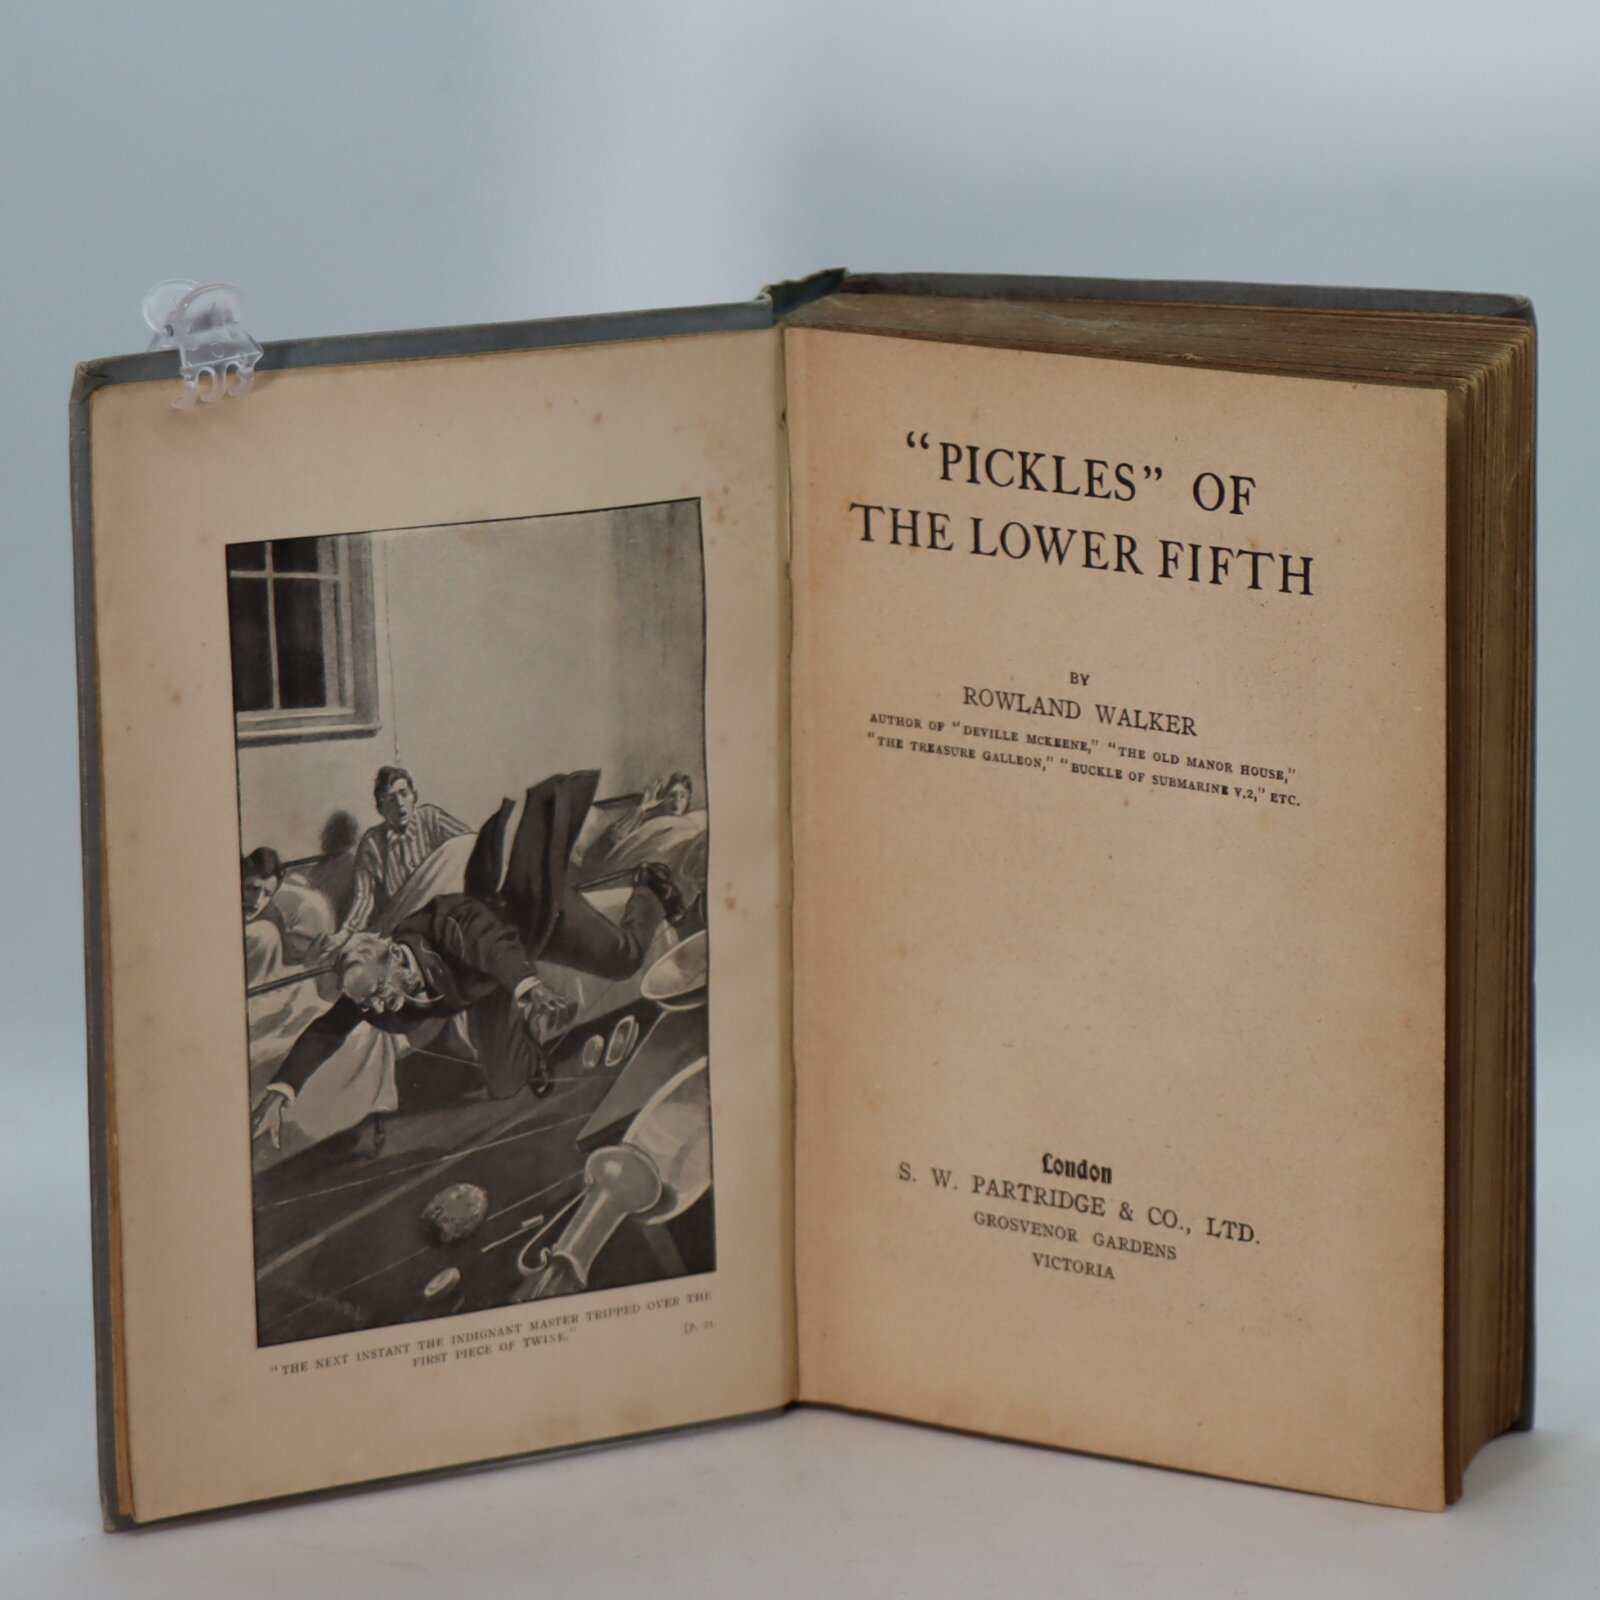 "THE NEXT INSTANT THE INDIGNANT MASTER TRIPPED OVER THE
FIRST PIECE OF TWINE."
"PICKLES" OF
THE LOWER FIFTH
BY
ROWLAND WALKER
AUTHOR OF "DEVILLE MCKEENE," "THE OLD MANOR HOUSE,"
"THE TREASURE GALLEON," "BUCKLE OF SUBMARINE V.2," ETC.
London
S. W. PARTRIDGE & CO., LTD.
GROSVENOR GARDENS
VICTORIA